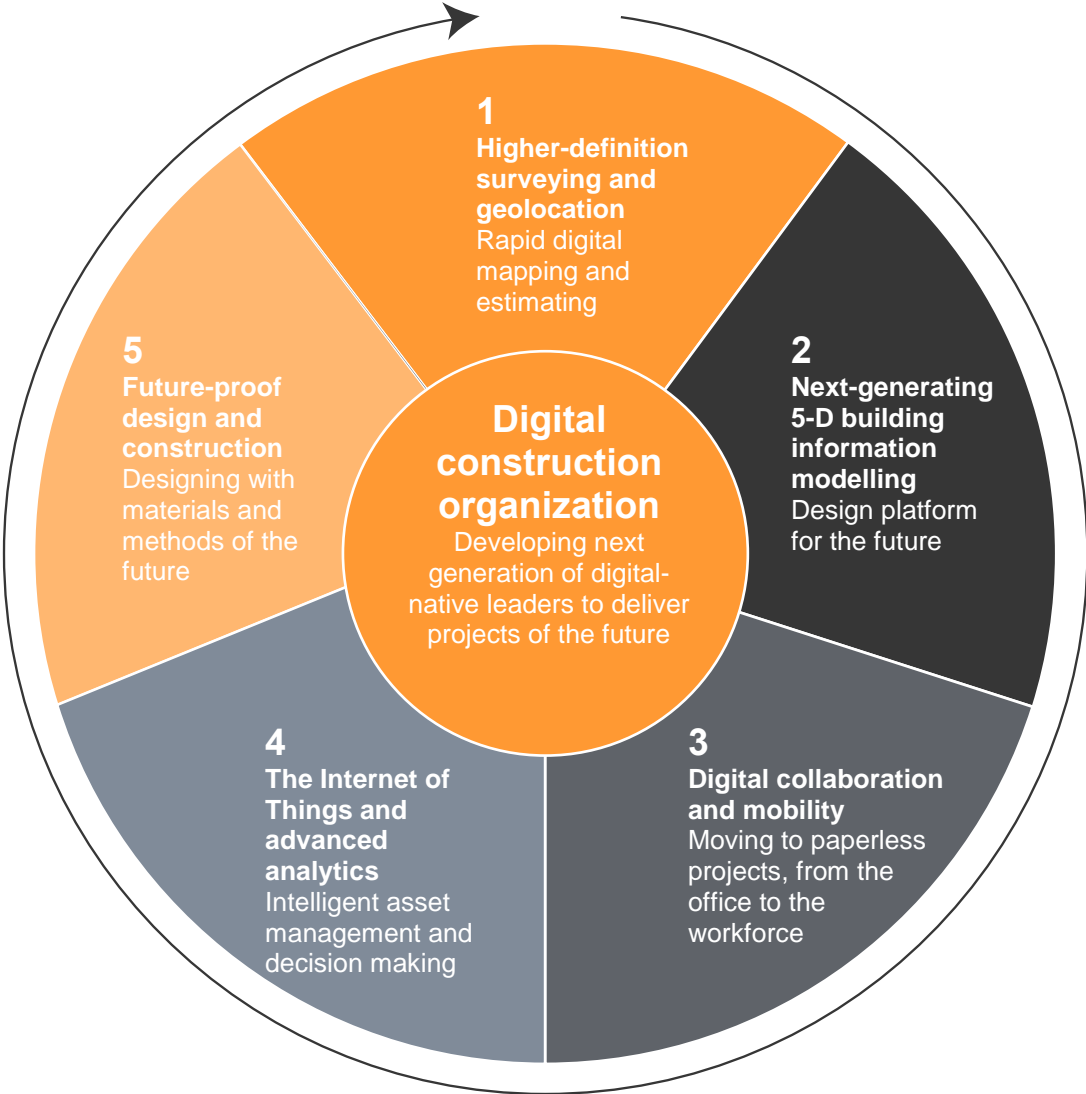 1
Higher-definition
surveying and
geolocation
Rapid digital
mapping and
estimating
2
Next-generating
5-D building
information
modelling
Design platform
for the future
3
Digital collaboration
and mobility
Moving to paperless
projects, from the
office to the
workforce
4
The Internet of
Things and
advanced
analytics
Intelligent asset
management and
decision making
5
Future-proof
design and
construction
Designing with
materials and
methods of the
future
Digital
construction
organization
Developing next
generation of digital-
native leaders to deliver
projects of the future